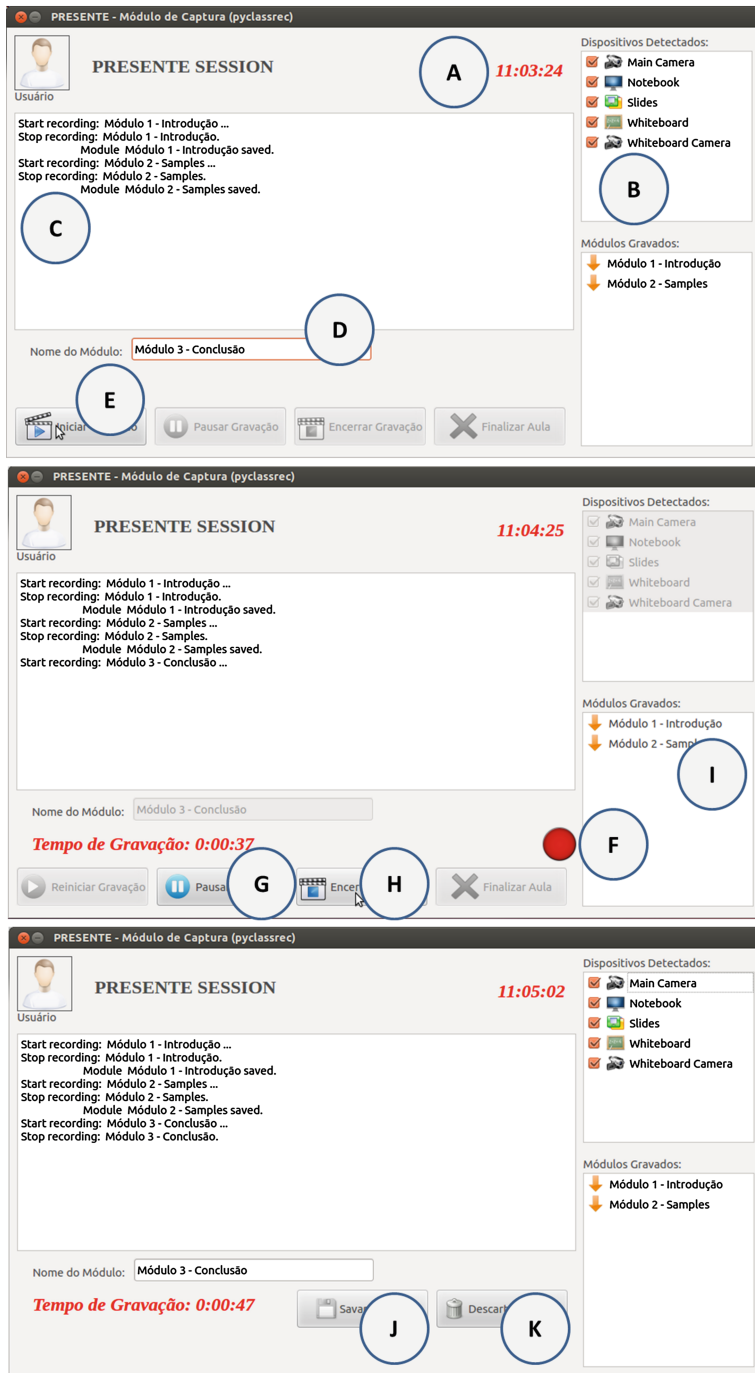 PRESENTE - Módulo de Captura (pyclassrec)
Usuário
PRESENTE SESSION
A
11:03:24
Dispositivos Detectados:
Main Camera
Notebook
Slides
Whiteboard
Whiteboard Camera
B
Start recording: Módulo 1 - Introdução ...
Stop recording: Módulo 1 - Introdução.
Module Módulo 1 - Introdução saved.
Start recording: Módulo 2 - Samples ...
Stop recording: Módulo 2 - Samples.
Module Módulo 2 - Samples saved.
C
Módulos Gravados:
Módulo 1 - Introdução
Módulo 2 - Samples
D
Nome do Módulo: Módulo 3 - Conclusão
E
Iniciar
Pausar Gravação
Encerrar Gravação
Finalizar Aula
PRESENTE - Módulo de Captura (pyclassrec)
Usuário
PRESENTE SESSION
11:04:25
Dispositivos Detectados:
Main Camera
Notebook
Slides
Whiteboard
Whiteboard Camera
Start recording: Módulo 1 - Introdução ...
Stop recording: Módulo 1 - Introdução.
Module Módulo 1 - Introdução saved.
Start recording: Módulo 2 - Samples ...
Stop recording: Módulo 2 - Samples.
Module Módulo 2 - Samples saved.
Start recording: Módulo 3 - Conclusão ...
Módulos Gravados:
Módulo 1 - Introdução
Módulo 2 - Samp
I
Nome do Módulo: Módulo 3 - Conclusão
Tempo de Gravação: 0:00:37
F
Reiniciar Gravação
Pausa
G
Encer
H
Finalizar Aula
PRESENTE - Módulo de Captura (pyclassrec)
Usuário
PRESENTE SESSION
11:05:02
Dispositivos Detectados:
Main Camera
Notebook
Slides
Whiteboard
Whiteboard Camera
Start recording: Módulo 1 - Introdução ...
Stop recording: Módulo 1 - Introdução.
Module Módulo 1 - Introdução saved.
Start recording: Módulo 2 - Samples ...
Stop recording: Módulo 2 - Samples.
Module Módulo 2 - Samples saved.
Start recording: Módulo 3 - Conclusão ...
Stop recording: Módulo 3 - Conclusão.
Módulos Gravados:
Módulo 1 - Introdução
Módulo 2 - Samples
Nome do Módulo: Módulo 3 - Conclusão
Tempo de Gravação: 0:00:47
Sava
J
Descart
K